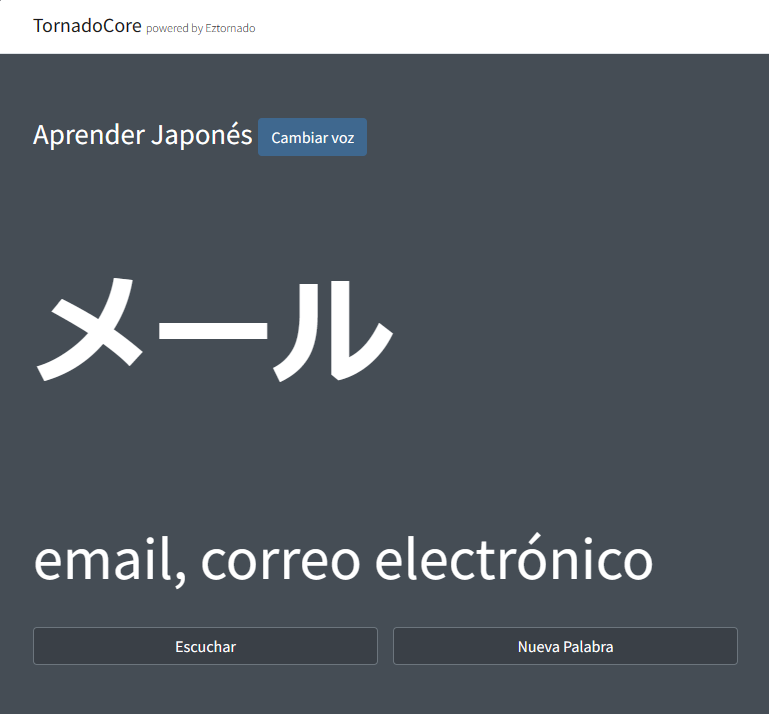 TornadoCore powered by Eztornado
Aprender Japonés Cambiar voz
メール
email, correo electrónico
Escuchar Nueva Palabra